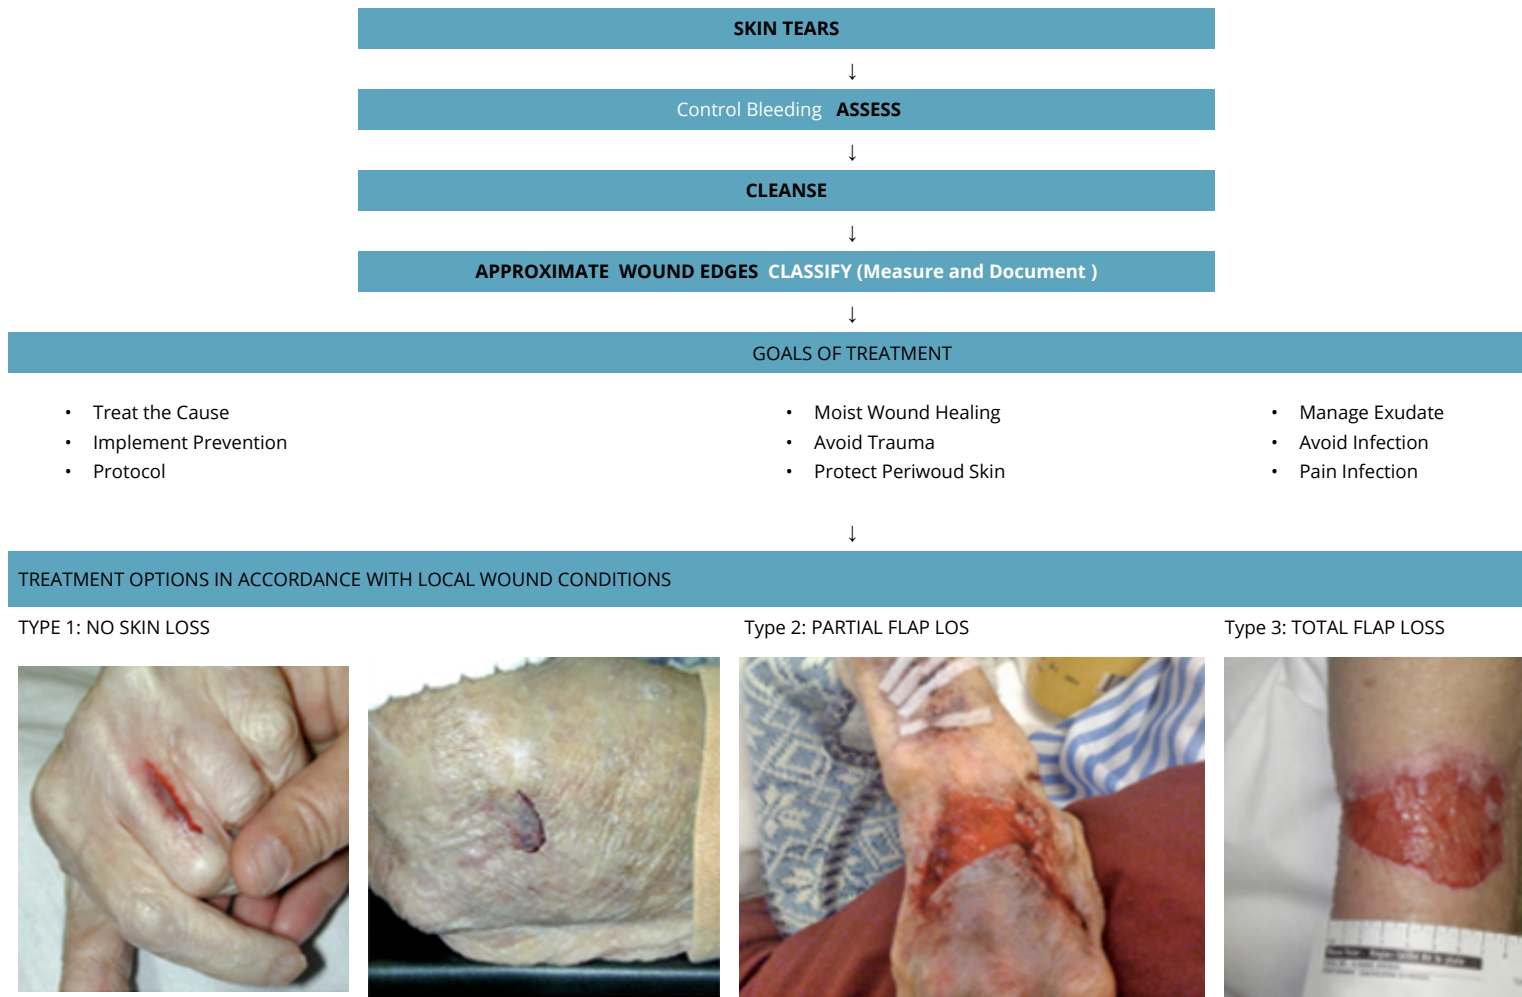 SKIN TEARS
↓
Control Bleeding ASSESS
↓
CLEANSE
↓
APPROXIMATE WOUND EDGES CLASSIFY (Measure and Document )
↓
GOALS OF TREATMENT
• Treat the Cause
• Implement Prevention
• Protocol
• Moist Wound Healing
• Avoid Trauma
• Protect Periwoud Skin
• Manage Exudate
• Avoid Infection
• Pain Infection
↓
TREATMENT OPTIONS IN ACCORDANCE WITH LOCAL WOUND CONDITIONS
TYPE 1: NO SKIN LOSS
Type 2: PARTIAL FLAP LOS
Type 3: TOTAL FLAP LOSS